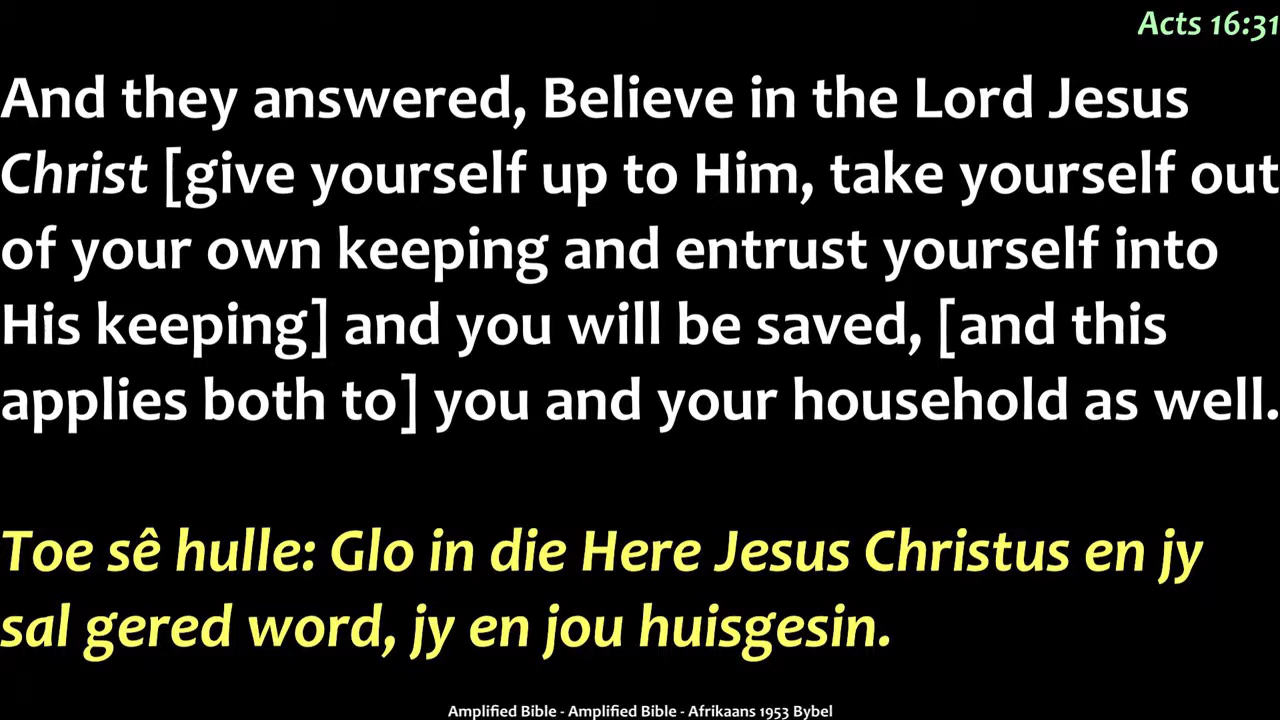 Acts 16:31
And they answered, Believe in the Lord Jesus
Christ [give yourself up to Him, take yourself out
of your own keeping and entrust yourself into
His keeping] and you will be saved, [and this
applies both to] you and your household as well.
Toe sê hulle: Glo in die Here Jesus Christus en jy
sal gered word, jy en jou huisgesin.
Amplified Bible - Amplified Bible - Afrikaans 1953 Bybel